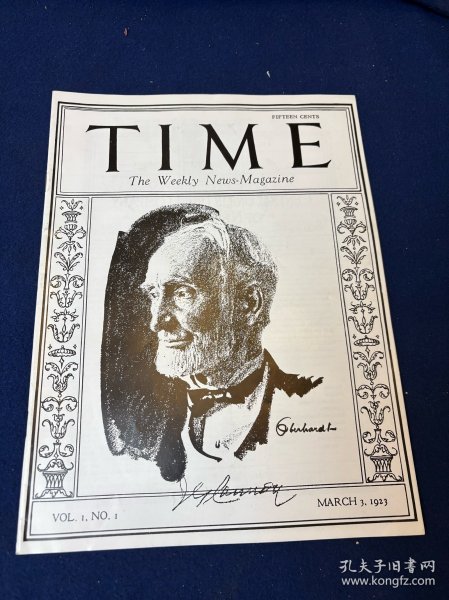 FIFTEEN CENTS
TIME
The Weekly News-Magazine
Eberhardt
J G Cannon
VOL. 1, NO. 1
MARCH 3, 1923
孔夫子旧书网
www.kongfz.com